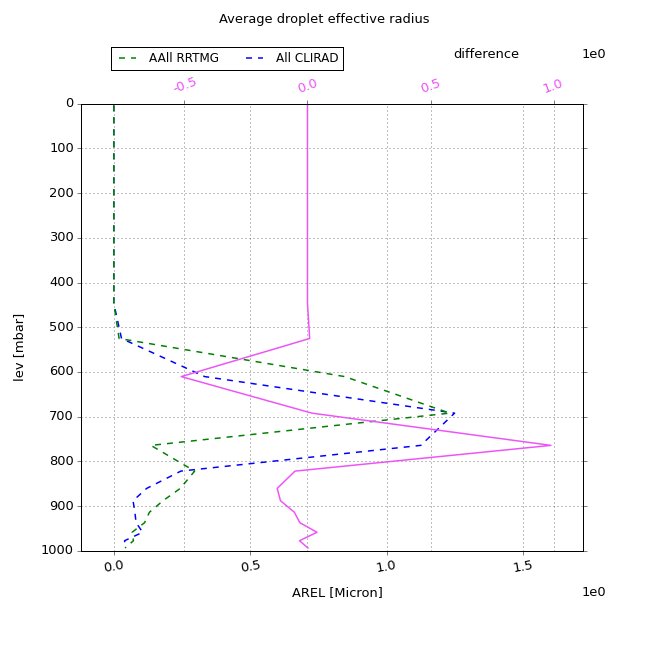 Average droplet effective radius
AAll RRTMG All CLIRAD
difference 1e0
-0.5 0.0 0.5 1.0
0
100
200
300
400
500
600
700
800
900
1000
lev [mbar]
0.0 0.5 1.0 1.5
AREL [Micron] 1e0